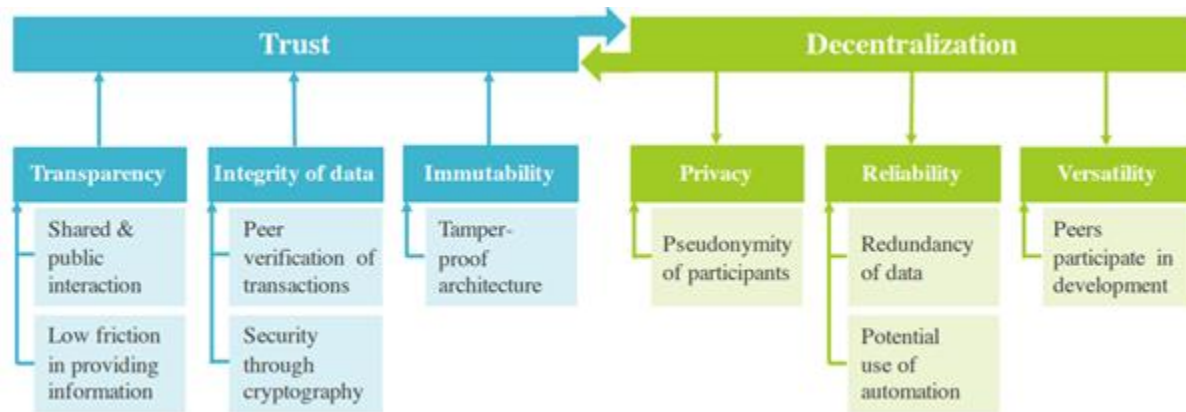 Trust
Decentralization
Transparency
Integrity of data
Immutability
Privacy
Reliability
Versatility
Shared &
public
interaction
Peer
verification of
transactions
Tamper-
proof
architecture
Pseudonymity
of participants
Redundancy
of data
Peers
participate in
development
Low friction
in providing
information
Security
through
cryptography
Potential
use of
automation